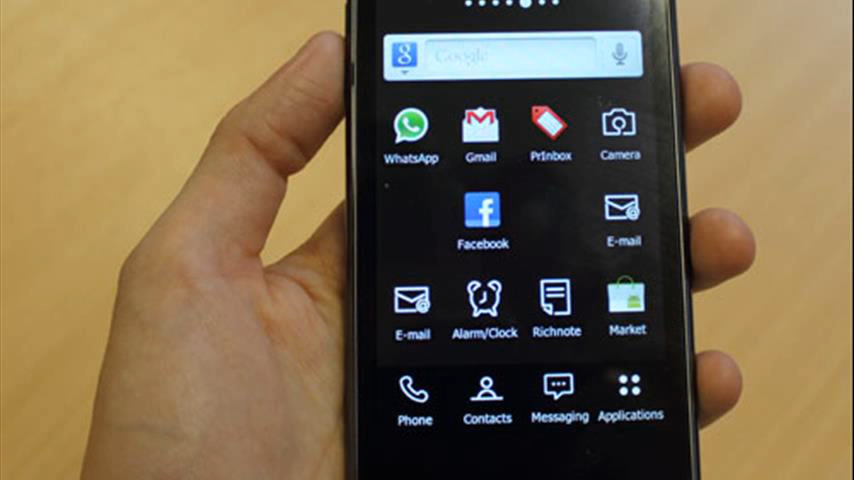 Google
WhatsApp Gmail PrInbox Camera
Facebook E-mail
E-mail Alarm/Clock Richnote Market
Phone Contacts Messaging Applications